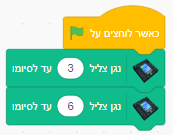 כאשר לוחצים על
נגן צליל 3 עד לסיומו
נגן צליל 6 עד לסיומו